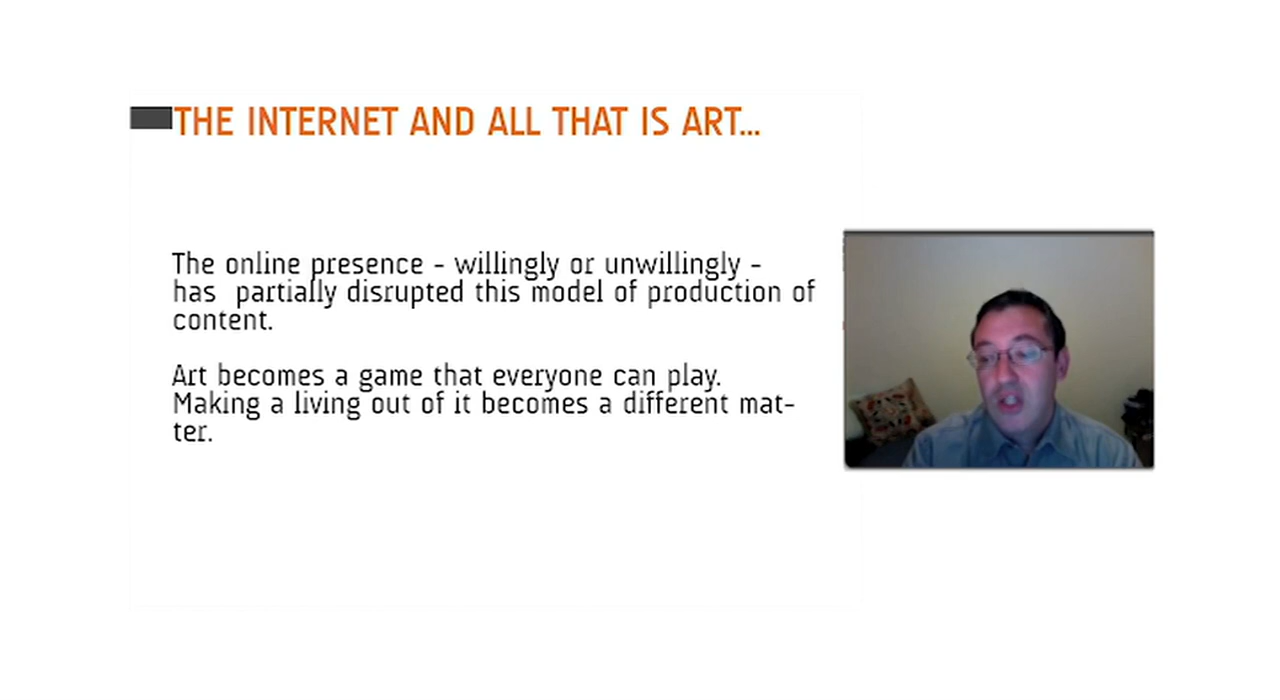 THE INTERNET AND ALL THAT IS ART...
The online presence - willingly or unwillingly -
has  partially disrupted this model of production of
content.
Art becomes a game that everyone can play.
Making a living out of it becomes a different mat-
ter.